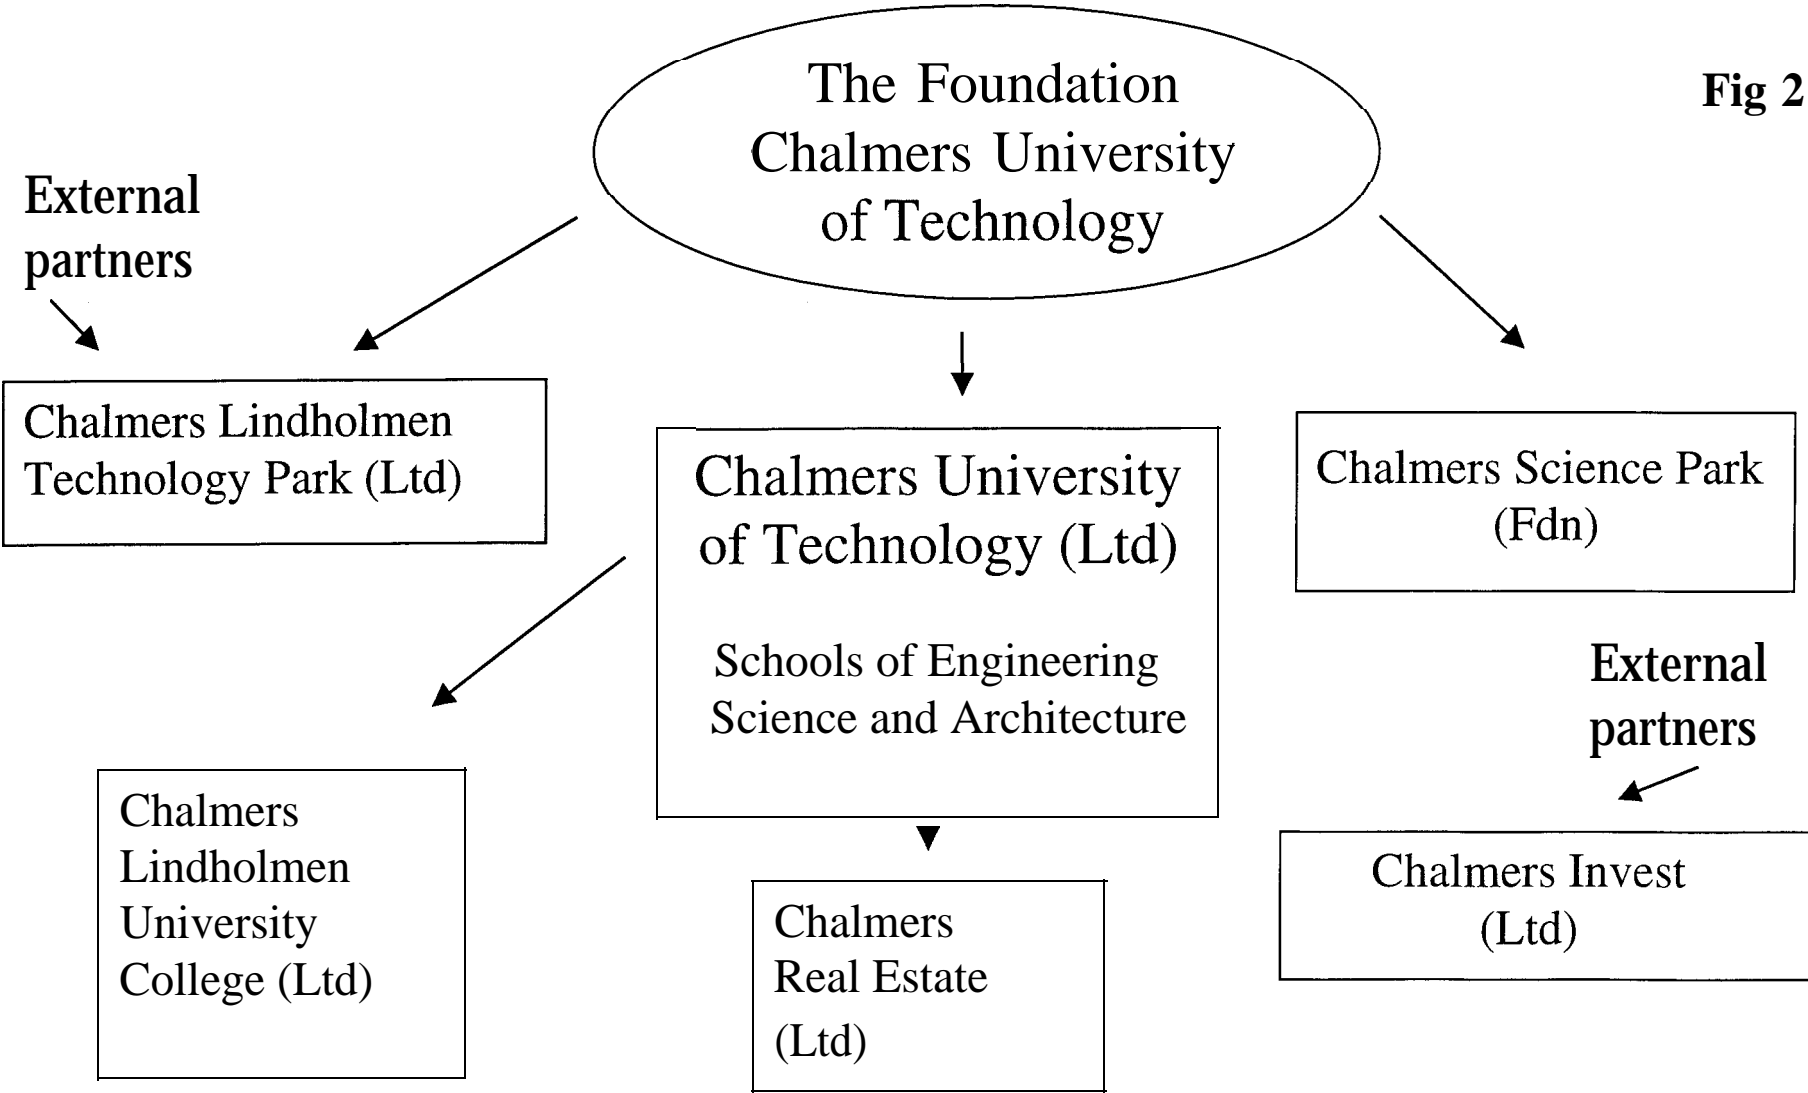 The Foundation
Chalmers University
of Technology
Fig 2
External
partners
Chalmers Lindholmen
Technology Park (Ltd)
Chalmers University
of Technology (Ltd)
Schools of Engineering
Science and Architecture
Chalmers Science Park
(Fdn)
External
partners
Chalmers
Lindholmen
University
College (Ltd)
Chalmers
Real Estate
(Ltd)
Chalmers Invest
(Ltd)